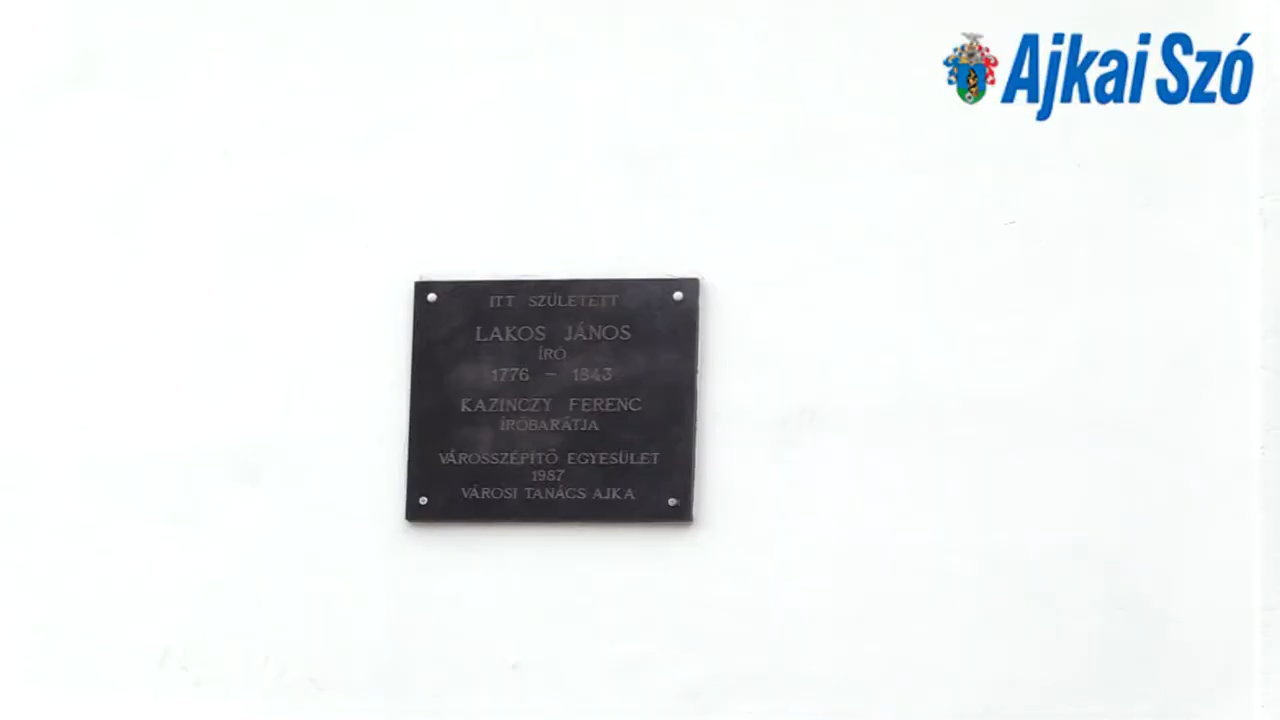 Ajkai Szó
ITT SZÜLETETT
LAKOS JÁNOS
ÍRÓ
1776 – 1843
KAZINCZY FERENC
ÍRÓBARÁTJA
VÁROSSZÉPÍTŐ EGYESÜLET
1987
VÁROSI TANÁCS AJKA